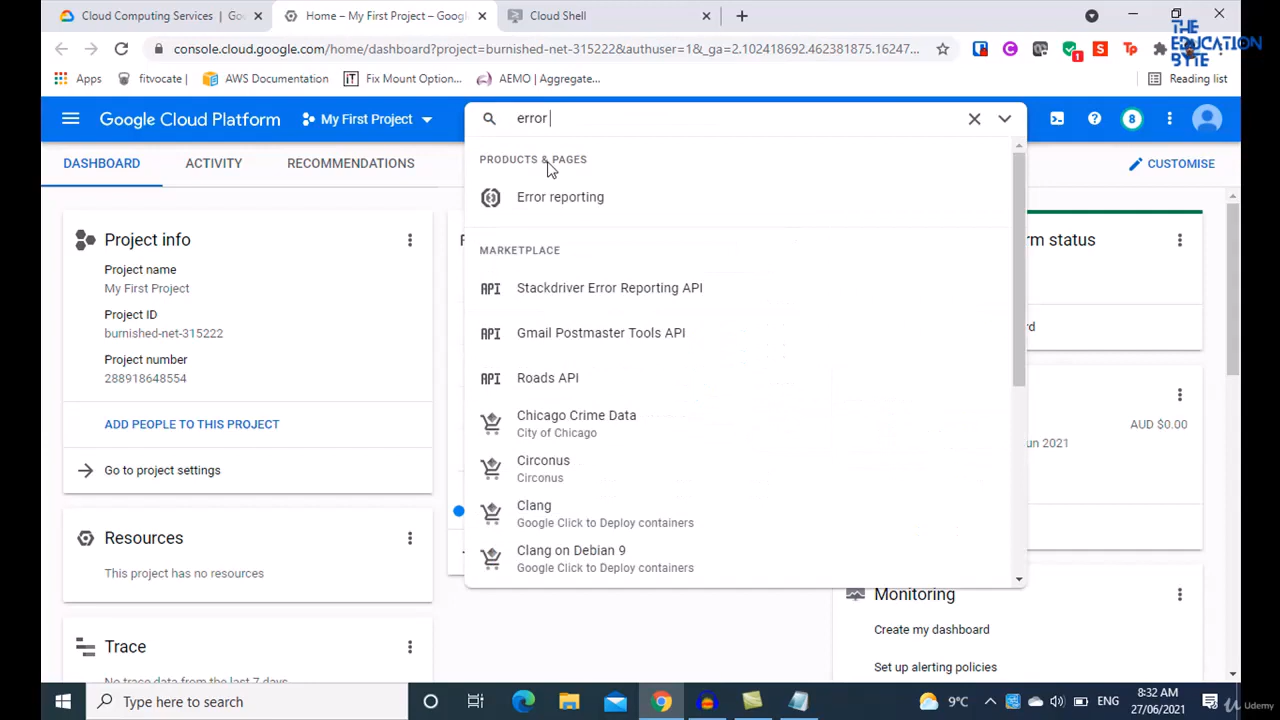 Cloud Computing Services | Go
Home – My First Project – Google
Cloud Shell
THE EDUCATION BYTE
console.cloud.google.com/home/dashboard?project=burnished-net-315222&authuser=1&_ga=2.102418692.462381875.16247...
1
S
Tp
Apps
fitvocate
AWS Documentation
Fix Mount Option...
AEMO | Aggregate...
Reading list
Google Cloud Platform
My First Project
error
8
DASHBOARD
ACTIVITY
RECOMMENDATIONS
CUSTOMISE
PRODUCTS & PAGES
Error reporting
MARKETPLACE
API Stackdriver Error Reporting API
API Gmail Postmaster Tools API
API Roads API
Chicago Crime Data
City of Chicago
Circonus
Circonus
Clang
Google Click to Deploy containers
Clang on Debian 9
Google Click to Deploy containers
Project info
Project name
My First Project
Project ID
burnished-net-315222
Project number
288918648554
ADD PEOPLE TO THIS PROJECT
Go to project settings
Resources
This project has no resources
Trace
No trace data from the last 7 days
rm status
rd
AUD $0.00
un 2021
Monitoring
Create my dashboard
Set up alerting policies
Type here to search
9°C
ENG
8:32 AM
27/06/2021
Udemy